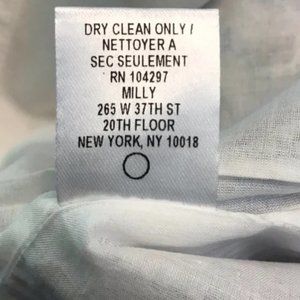 DRY CLEAN ONLY /
NETTOYER A
SEC SEULEMENT
RN 104297
MILLY
265 W 37TH ST
20TH FLOOR
NEW YORK, NY 10018